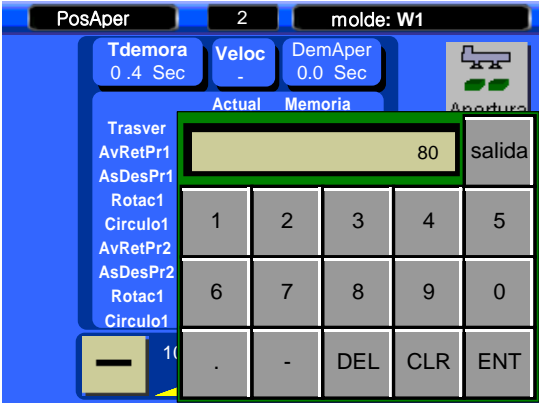 PosAper 2 molde: W1
Tdemora Veloc DemAper
0 .4 Sec - 0.0 Sec
Apertura
Actual Memoria
Trasver
AvRetPr1
AsDesPr1
Rotac1
Circulo1
AvRetPr2
AsDesPr2
Rotac1
Circulo1
80 salida
1 2 3 4 5
6 7 8 9 0
. - DEL CLR ENT